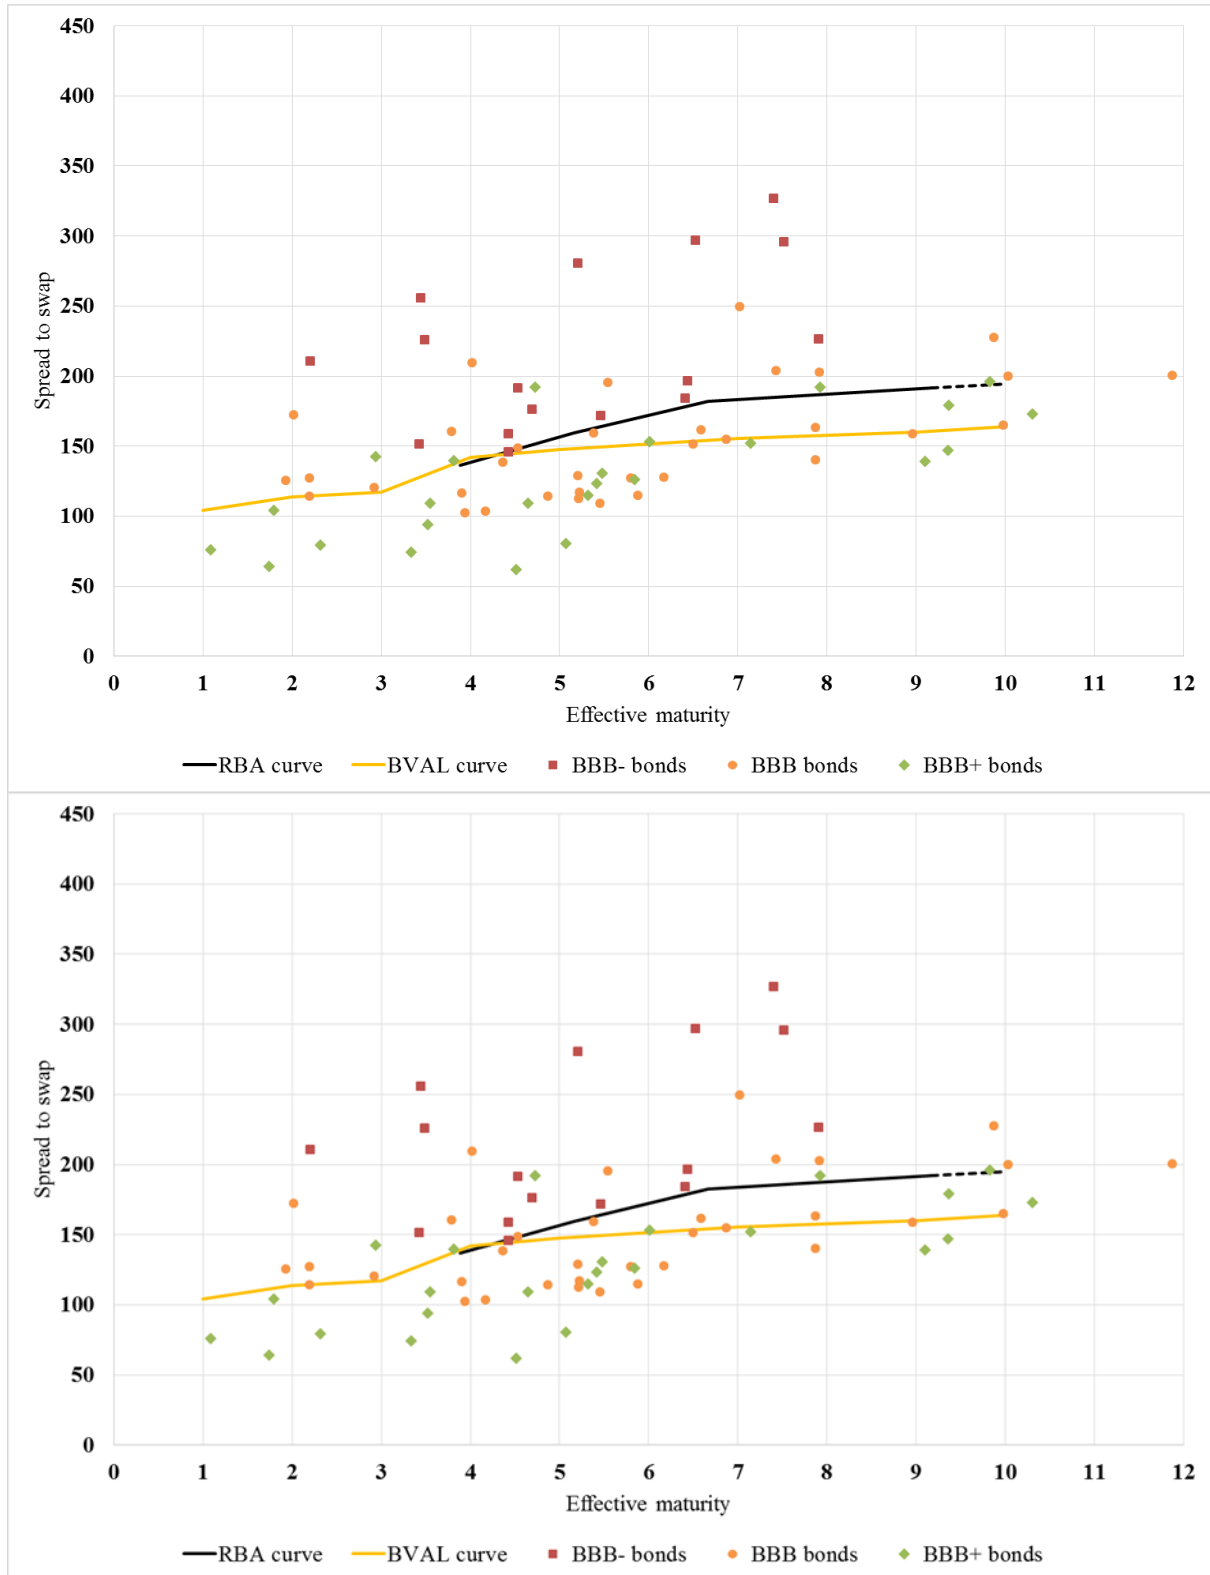 450
400
350
300
250
200
150
100
50
0
Spread to swap
0 1 2 3 4 5 6 7 8 9 10 11 12
Effective maturity
RBA curve BVAL curve BBB- bonds BBB bonds BBB+ bonds
450
400
350
300
250
200
150
100
50
0
Spread to swap
0 1 2 3 4 5 6 7 8 9 10 11 12
Effective maturity
RBA curve BVAL curve BBB- bonds BBB bonds BBB+ bonds